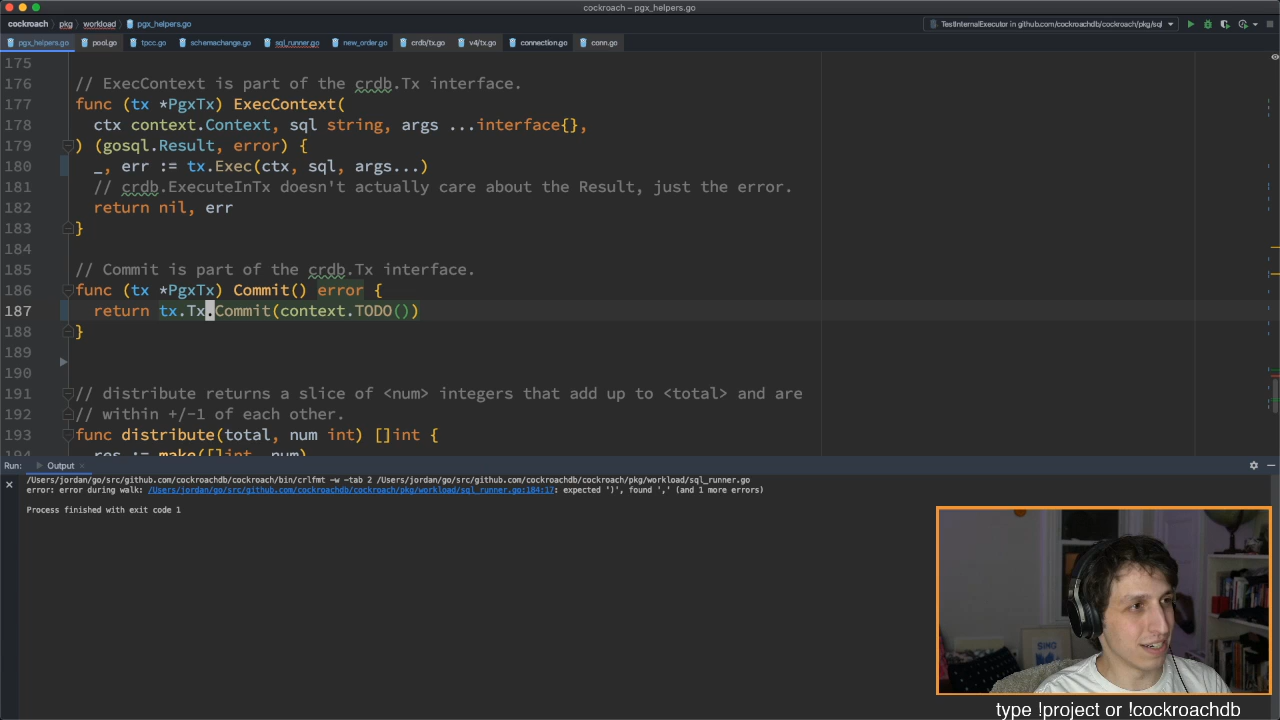 cockroach – pgx_helpers.go
cockroach pkg workload pgx_helpers.go
TestInternalExecutor in github.com/cockroachdb/cockroach/pkg/sql
pgx_helpers.go pool.go tpcc.go schemachange.go sql_runner.go new_order.go crdb/tx.go v4/tx.go connection.go conn.go
175
176 // ExecContext is part of the crdb.Tx interface.
177 func (tx *PgxTx) ExecContext(
178 ctx context.Context, sql string, args ...interface{},
179 ) (gosql.Result, error) {
180 _, err := tx.Exec(ctx, sql, args...)
181 // crdb.ExecuteInTx doesn't actually care about the Result, just the error.
182 return nil, err
183 }
184
185 // Commit is part of the crdb.Tx interface.
186 func (tx *PgxTx) Commit() error {
187 return tx.Tx.Commit(context.TODO())
188 }
189
190
191 // distribute returns a slice of <num> integers that add up to <total> and are
192 // within +/-1 of each other.
193 func distribute(total, num int) []int {
194 res := make([]int, num)
Run: Output
/Users/jordan/go/src/github.com/cockroachdb/cockroach/bin/crlfmt -w -tab 2 /Users/jordan/go/src/github.com/cockroachdb/cockroach/pkg/workload/sql_runner.go
error: error during walk: /Users/jordan/go/src/github.com/cockroachdb/cockroach/pkg/workload/sql_runner.go:184:17: expected ')', found ',' (and 1 more errors)
Process finished with exit code 1
type !project or !cockroachdb